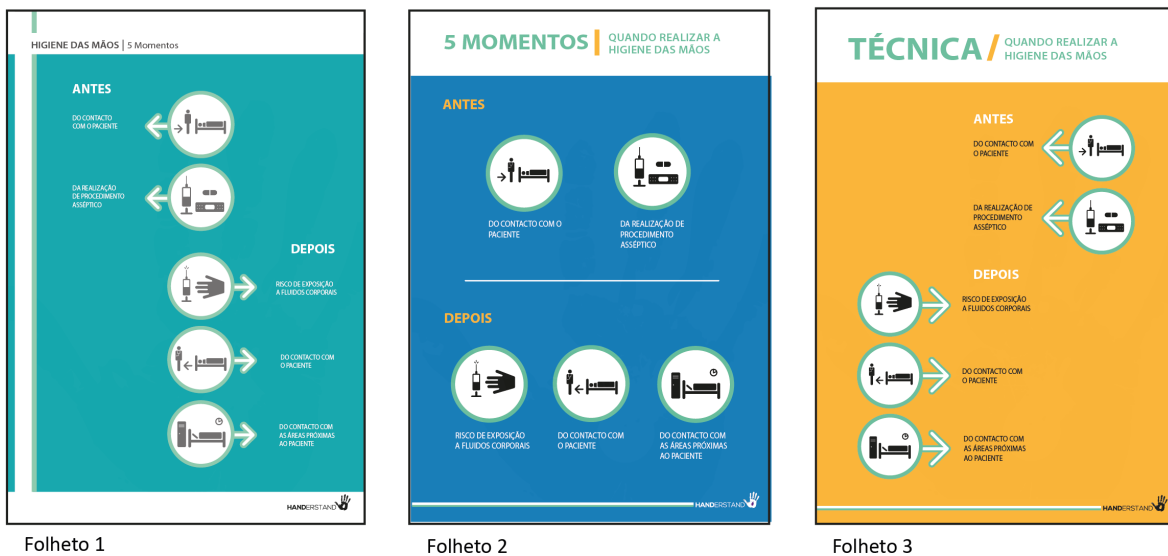 HIGIENE DAS MÃOS | 5 Momentos
ANTES
DO CONTACTO
COM O PACIENTE
DA REALIZAÇÃO
DE PROCEDIMENTO
ASSÉPTICO
DEPOIS
RISCO DE EXPOSIÇÃO
A FLUIDOS CORPORAIS
DO CONTACTO COM
O PACIENTE
DO CONTACTO COM
AS ÁREAS PRÓXIMAS
AO PACIENTE
HANDERSTAND
Folheto 1
5 MOMENTOS | QUANDO REALIZAR A
HIGIENE DAS MÃOS
ANTES
DO CONTACTO COM O
PACIENTE
DA REALIZAÇÃO DE
PROCEDIMENTO
ASSÉPTICO
DEPOIS
RISCO DE EXPOSIÇÃO
A FLUIDOS CORPORAIS
DO CONTACTO COM
O PACIENTE
DO CONTACTO COM
AS ÁREAS PRÓXIMAS
AO PACIENTE
HANDERSTAND
Folheto 2
TÉCNICA / QUANDO REALIZAR A
HIGIENE DAS MÃOS
ANTES
DO CONTACTO COM
O PACIENTE
DA REALIZAÇÃO DE
PROCEDIMENTO
ASSÉPTICO
DEPOIS
RISCO DE EXPOSIÇÃO
A FLUIDOS CORPORAIS
DO CONTACTO COM
O PACIENTE
DO CONTACTO COM
AS ÁREAS PRÓXIMAS
AO PACIENTE
HANDERSTAND
Folheto 3